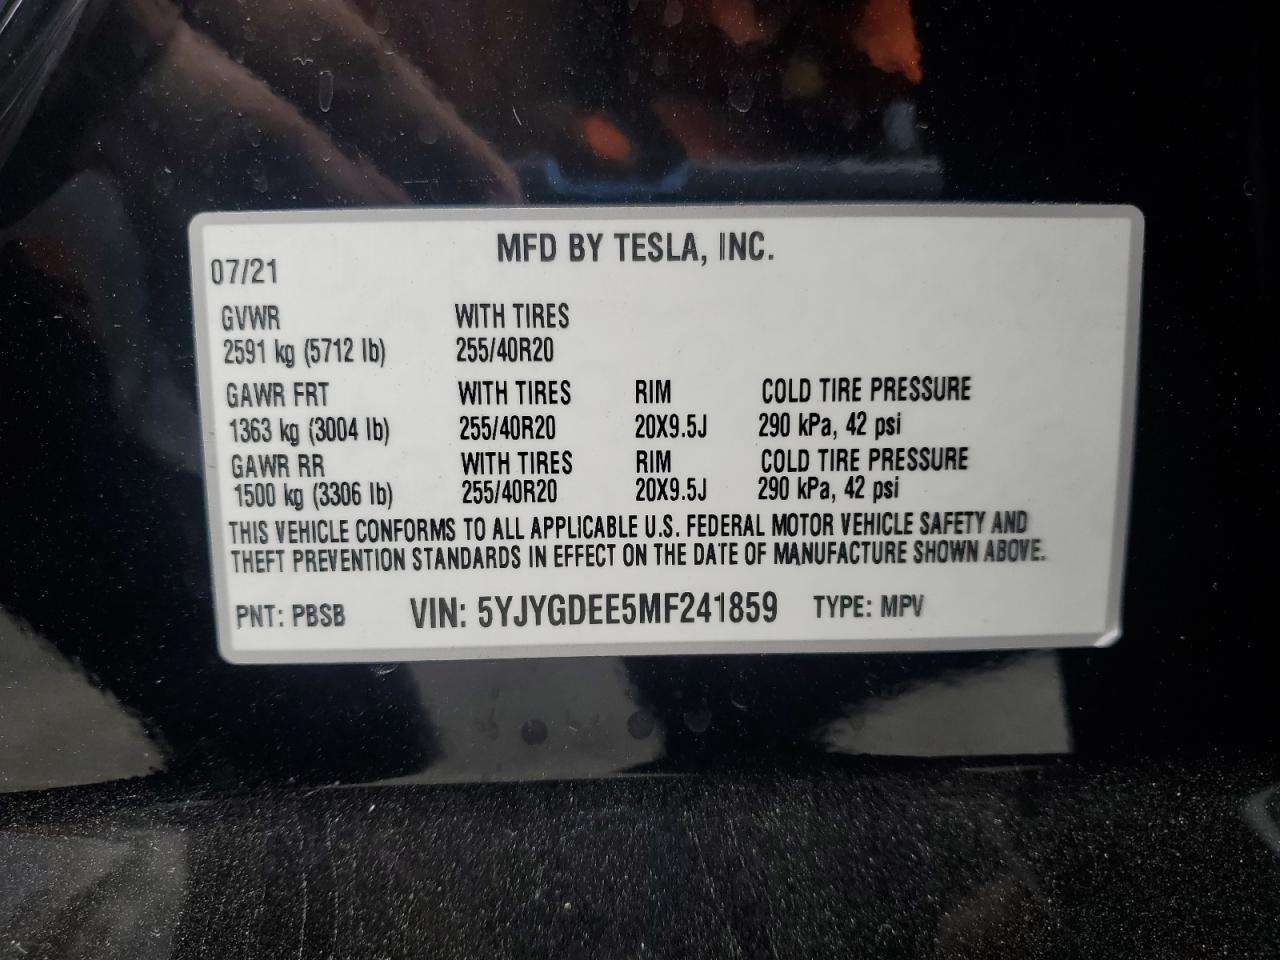 MFD BY TESLA, INC.
07/21
GVWR WITH TIRES
2591 kg (5712 lb) 255/40R20
GAWR FRT WITH TIRES RIM COLD TIRE PRESSURE
1363 kg (3004 lb) 255/40R20 20X9.5J 290 kPa, 42 psi
GAWR RR WITH TIRES RIM COLD TIRE PRESSURE
1500 kg (3306 lb) 255/40R20 20X9.5J 290 kPa, 42 psi
THIS VEHICLE CONFORMS TO ALL APPLICABLE U.S. FEDERAL MOTOR VEHICLE SAFETY AND
THEFT PREVENTION STANDARDS IN EFFECT ON THE DATE OF MANUFACTURE SHOWN ABOVE.
PNT: PBSB VIN: 5YJYGDEE5MF241859 TYPE: MPV